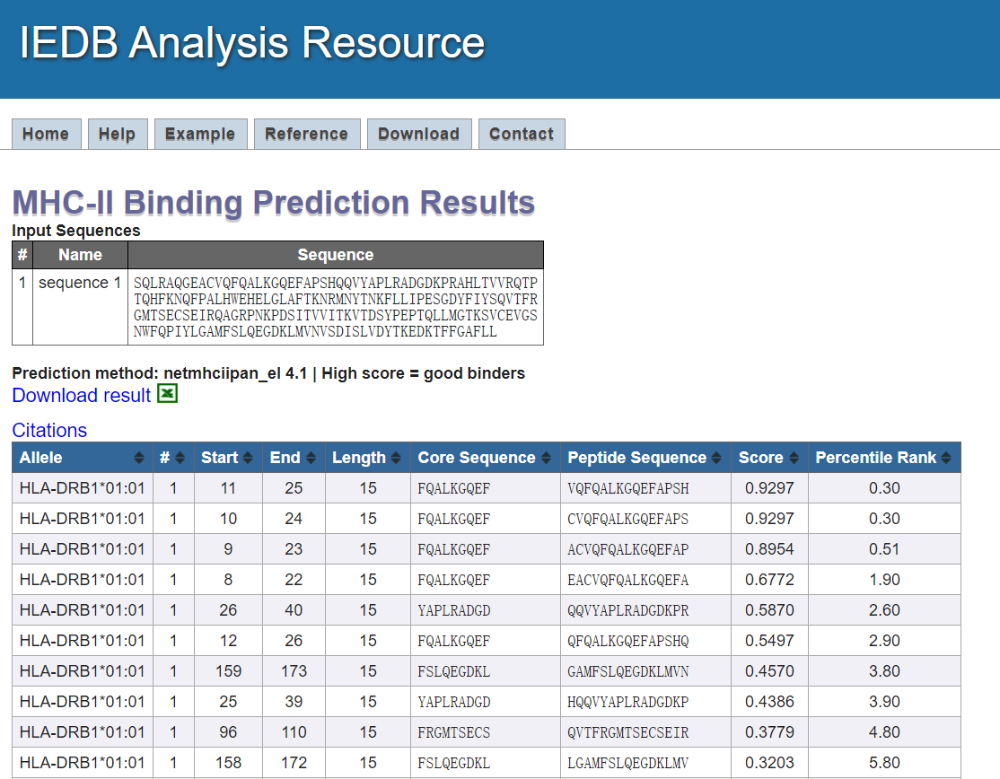 IEDB Analysis Resource
Home Help Example Reference Download Contact
MHC-II Binding Prediction Results
Input Sequences
# Name Sequence
1 sequence 1 SQLRAQGEACVQFQALKGQEFAPSHQQVYAPLRADGDKPRAHLTVVRQTP
TQHFKNQFPALHWEHELGLAFTKNRMNYTNKFLLIPESGDYFIYSQVTFR
GMTSECSEIRQAGRPNKPDSITVVITKVTDSYPEPTQLLMGTKSVCEVGS
NWFQPIYLGAMFSLQEGDKLMVNVSDISLVDYTKEDKTFFGAFLL
Prediction method: netmhciipan_el 4.1 | High score = good binders
Download result
Citations
Allele # Start End Length Core Sequence Peptide Sequence Score Percentile Rank
HLA-DRB1*01:01 1 11 25 15 FQALKGQEF VQFQALKGQEFAPSH 0.9297 0.30
HLA-DRB1*01:01 1 10 24 15 FQALKGQEF CVQFQALKGQEFAPS 0.9297 0.30
HLA-DRB1*01:01 1 9 23 15 FQALKGQEF ACVQFQALKGQEFAP 0.8954 0.51
HLA-DRB1*01:01 1 8 22 15 FQALKGQEF EACVQFQALKGQEFA 0.6772 1.90
HLA-DRB1*01:01 1 26 40 15 YAPLRADGD QQVYAPLRADGDKPR 0.5870 2.60
HLA-DRB1*01:01 1 12 26 15 FQALKGQEF QFQALKGQEFAPSHQ 0.5497 2.90
HLA-DRB1*01:01 1 159 173 15 FSLQEGDKL GAMFSLQEGDKLMVN 0.4570 3.80
HLA-DRB1*01:01 1 25 39 15 YAPLRADGD HQQVYAPLRADGDKP 0.4386 3.90
HLA-DRB1*01:01 1 96 110 15 FRGMTSECS QVTFRGMTSECSEIR 0.3779 4.80
HLA-DRB1*01:01 1 158 172 15 FSLQEGDKL LGAMFSLQEGDKLMV 0.3203 5.80